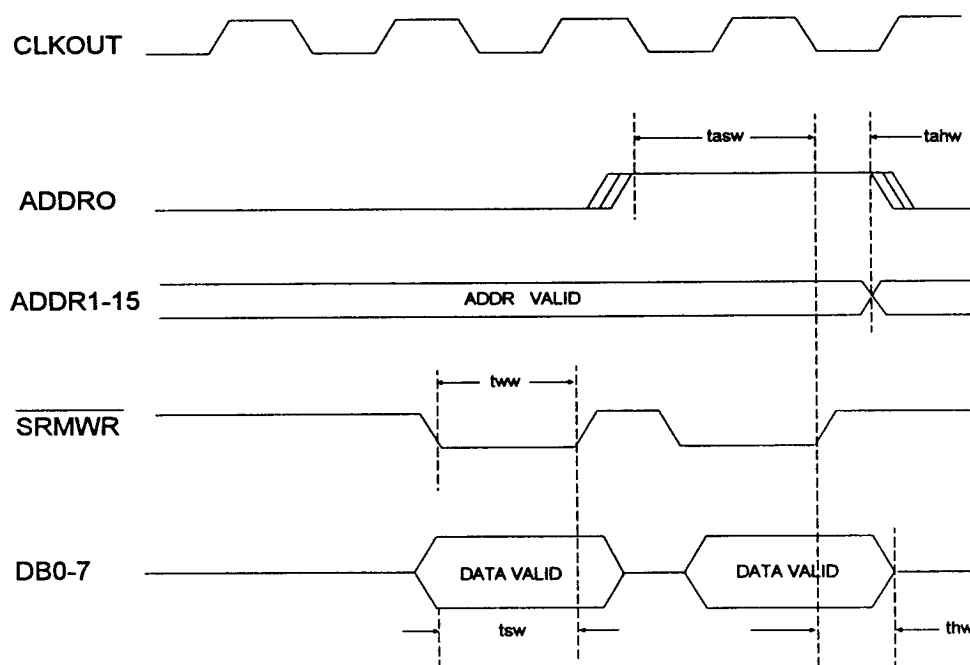 CLKOUT
tasw
tahw
ADDRO
ADDR1-15
ADDR VALID
tww
SRMWR
DB0-7
DATA VALID
DATA VALID
tsw
thw